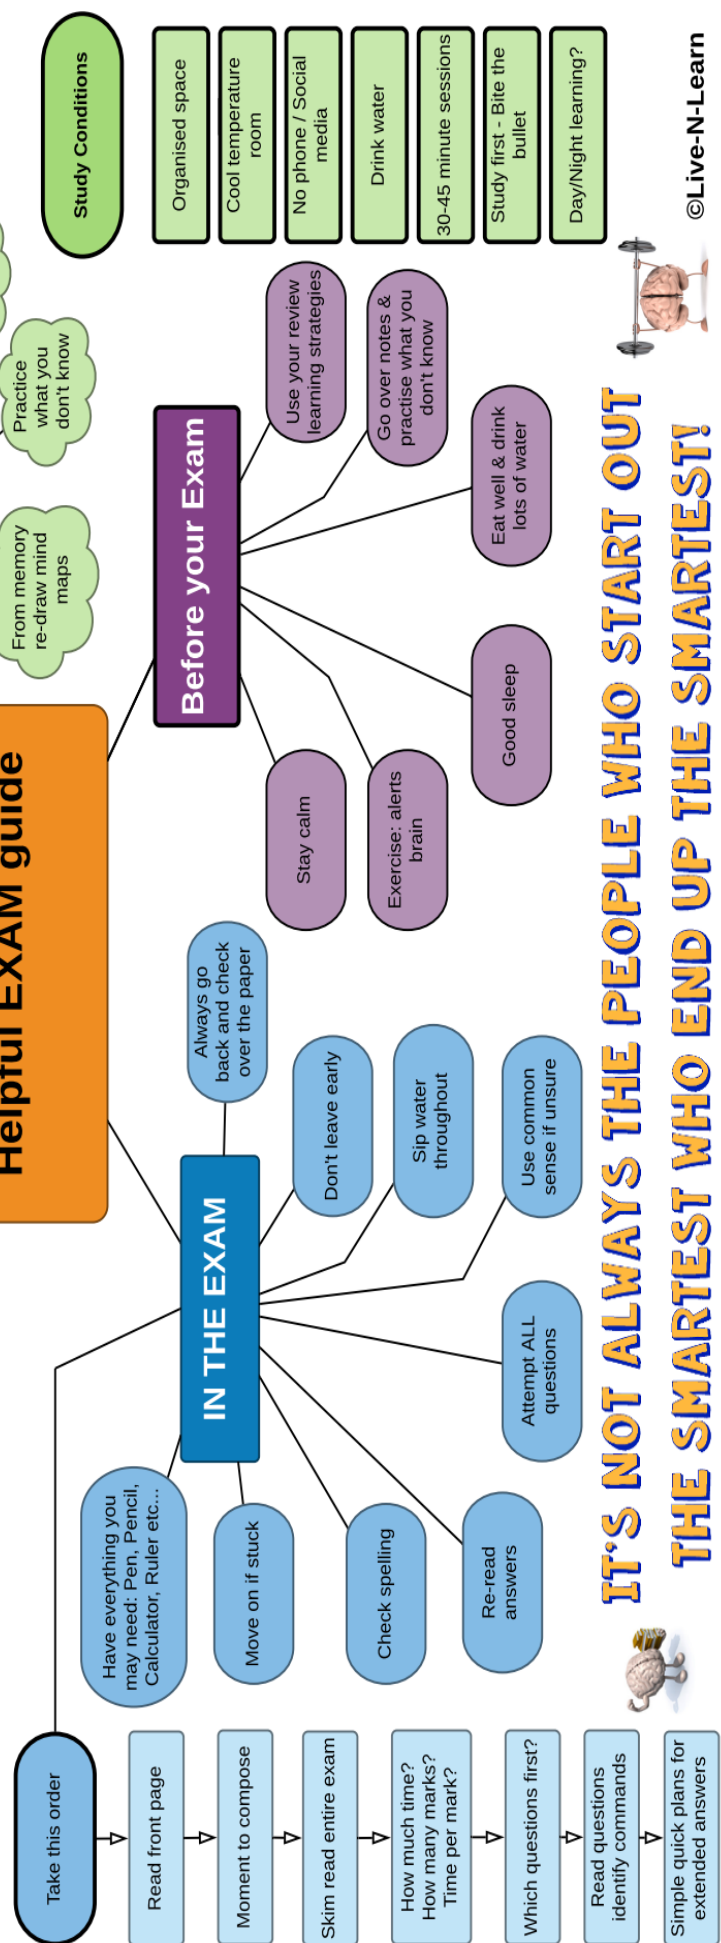 Helpful EXAM guide
From memory
re-draw mind
maps
Practice
what you
don't know
Take this order
Read front page
Moment to compose
Skim read entire exam
How much time?
How many marks?
Time per mark?
Which questions first?
Read questions
identify commands
Simple quick plans for
extended answers
IN THE EXAM
Have everything you
may need: Pen, Pencil,
Calculator, Ruler etc...
Move on if stuck
Check spelling
Re-read
answers
Attempt ALL
questions
Use common
sense if unsure
Sip water
throughout
Don't leave early
Always go
back and check
over the paper
Before your Exam
Stay calm
Exercise: alerts
brain
Good sleep
Eat well & drink
lots of water
Go over notes &
practise what you
don't know
Use your review
learning strategies
Study Conditions
Organised space
Cool temperature
room
No phone / Social
media
Drink water
30-45 minute sessions
Study first - Bite the
bullet
Day/Night learning?
IT'S NOT ALWAYS THE PEOPLE WHO START OUT
THE SMARTEST WHO END UP THE SMARTEST!
©Live-N-Learn